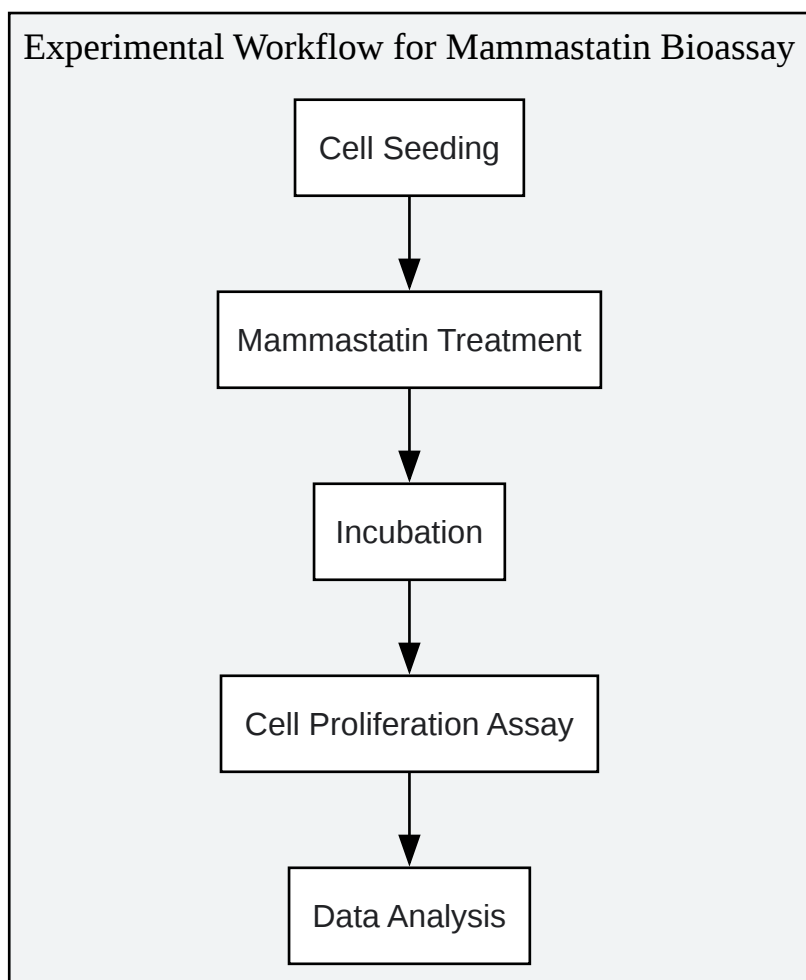 Experimental Workflow for Mammastatin Bioassay
Cell Seeding
Mammastatin Treatment
Incubation
Cell Proliferation Assay
Data Analysis